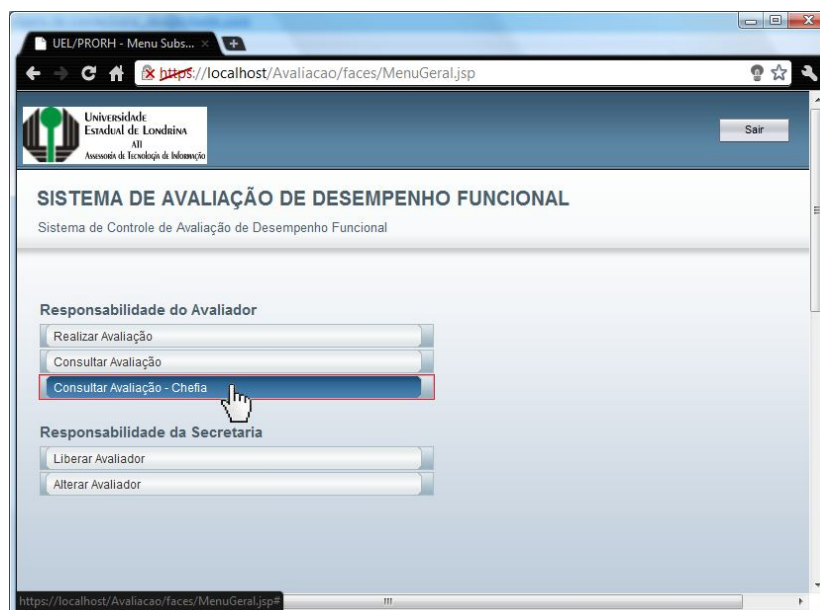 UEL/PRORH - Menu Subs...
https://localhost/Avaliacao/faces/MenuGeral.jsp
Universidade
Estadual de Londrina
ATI
Assessoria de Tecnologia de Informação
Sair
SISTEMA DE AVALIAÇÃO DE DESEMPENHO FUNCIONAL
Sistema de Controle de Avaliação de Desempenho Funcional
Responsabilidade do Avaliador
Realizar Avaliação
Consultar Avaliação
Consultar Avaliação - Chefia
Responsabilidade da Secretaria
Liberar Avaliador
Alterar Avaliador
https://localhost/Avaliacao/faces/MenuGeral.jsp#